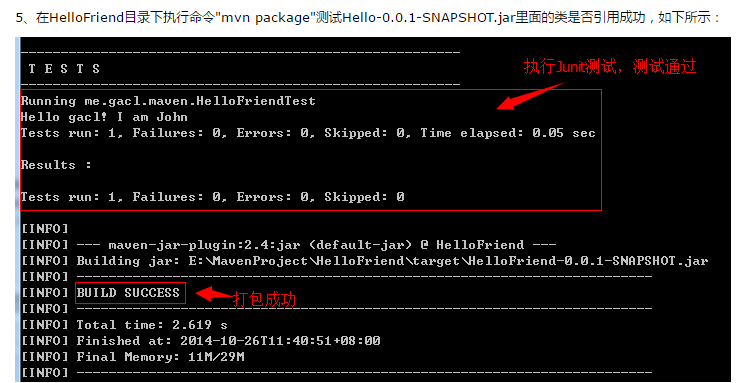 5、在HelloFriend目录下执行命令"mvn package"测试Hello-0.0.1-SNAPSHOT.jar里面的类是否引用成功，如下所示：
-------------------------------------------------------
T E S T S
-------------------------------------------------------
执行Junit测试，测试通过
Running me.gacl.maven.HelloFriendTest
Hello gacl! I am John
Tests run: 1, Failures: 0, Errors: 0, Skipped: 0, Time elapsed: 0.05 sec
Results :
Tests run: 1, Failures: 0, Errors: 0, Skipped: 0
[INFO]
[INFO] --- maven-jar-plugin:2.4:jar (default-jar) @ HelloFriend ---
[INFO] Building jar: E:\MavenProject\HelloFriend\target\HelloFriend-0.0.1-SNAPSHOT.jar
[INFO] ------------------------------------------------------------------------
[INFO] BUILD SUCCESS 打包成功
[INFO] ------------------------------------------------------------------------
[INFO] Total time: 2.619 s
[INFO] Finished at: 2014-10-26T11:40:51+08:00
[INFO] Final Memory: 11M/29M
[INFO] ------------------------------------------------------------------------